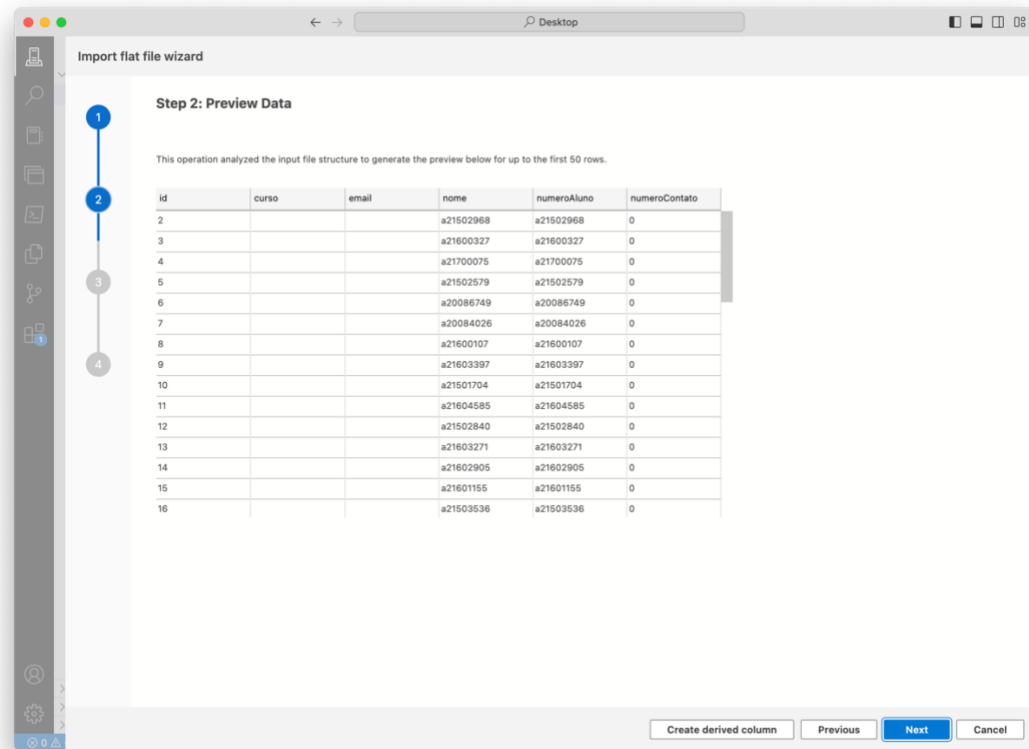 Desktop
Import flat file wizard
Step 2: Preview Data
1
This operation analyzed the input file structure to generate the preview below for up to the first 50 rows.
2
id curso email nome numeroAluno numeroContato
2 a21502968 a21502968 0
3 a21600327 a21600327 0
4 a21700075 a21700075 0
3
5 a21502579 a21502579 0
6 a20086749 a20086749 0
7 a20084026 a20084026 0
1
8 a21600107 a21600107 0
4
9 a21603397 a21603397 0
10 a21501704 a21501704 0
11 a21604585 a21604585 0
12 a21502840 a21502840 0
13 a21603271 a21603271 0
14 a21602905 a21602905 0
15 a21601155 a21601155 0
16 a21503536 a21503536 0
Create derived column Previous Next Cancel
0